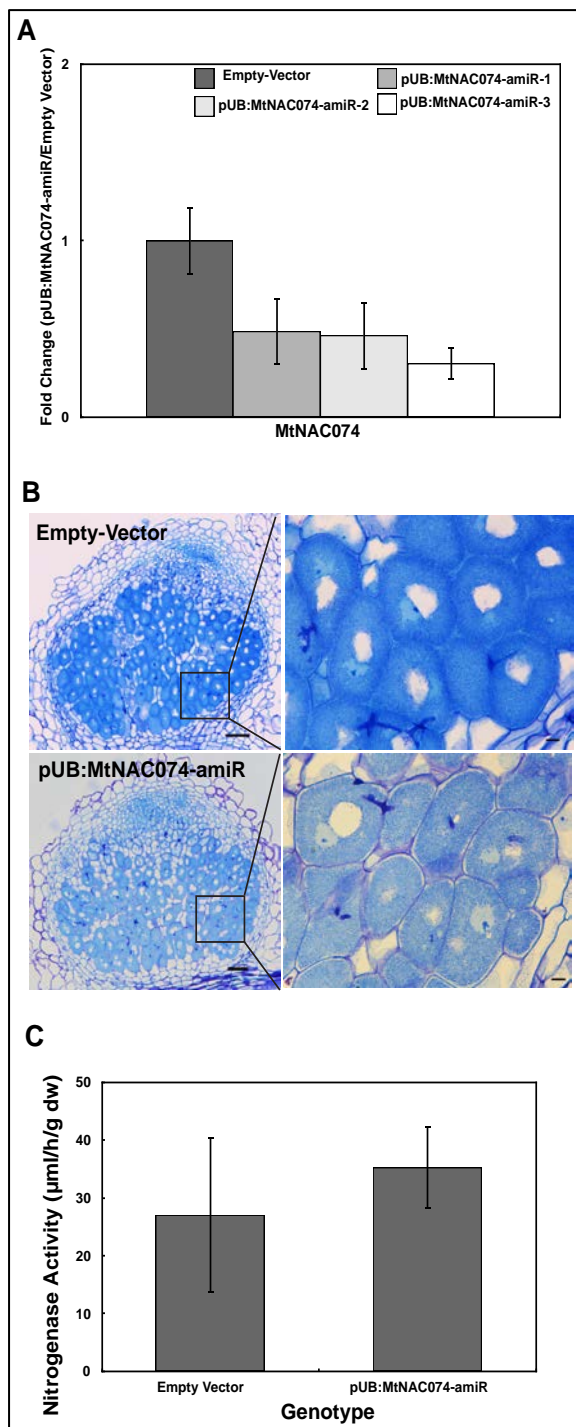 A
Fold Change (pUB:MtNAC074-amiR/Empty Vector)
2
1
0
Empty-Vector
pUB:MtNAC074-amiR-1
pUB:MtNAC074-amiR-2
pUB:MtNAC074-amiR-3
MtNAC074
B
Empty-Vector
pUB:MtNAC074-amiR
C
Nitrogenase Activity (µml/h/g dw)
50
40
30
20
10
0
Empty Vector
pUB:MtNAC074-amiR
Genotype